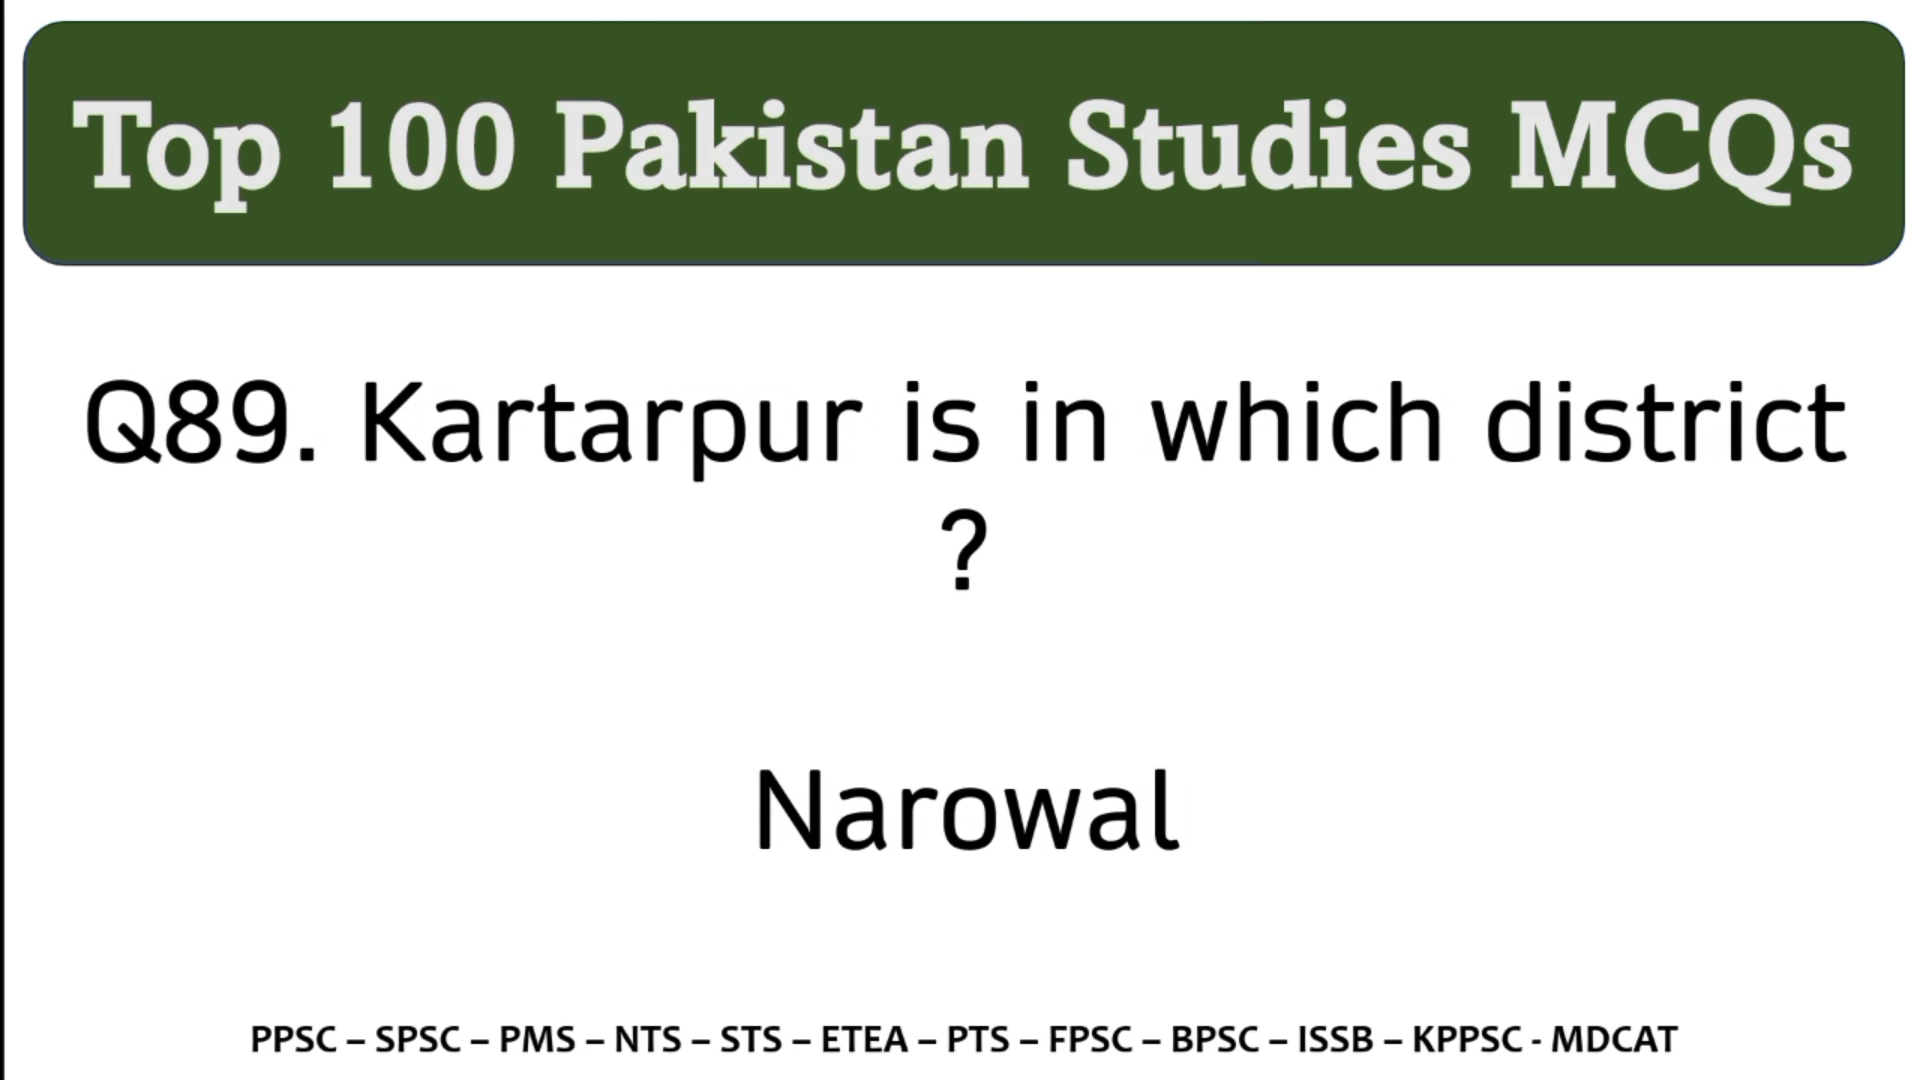 Top 100 Pakistan Studies MCQs
Q89. Kartarpur is in which district
?
Narowal
PPSC – SPSC – PMS – NTS – STS – ETEA – PTS – FPSC – BPSC – ISSB – KPPSC - MDCAT